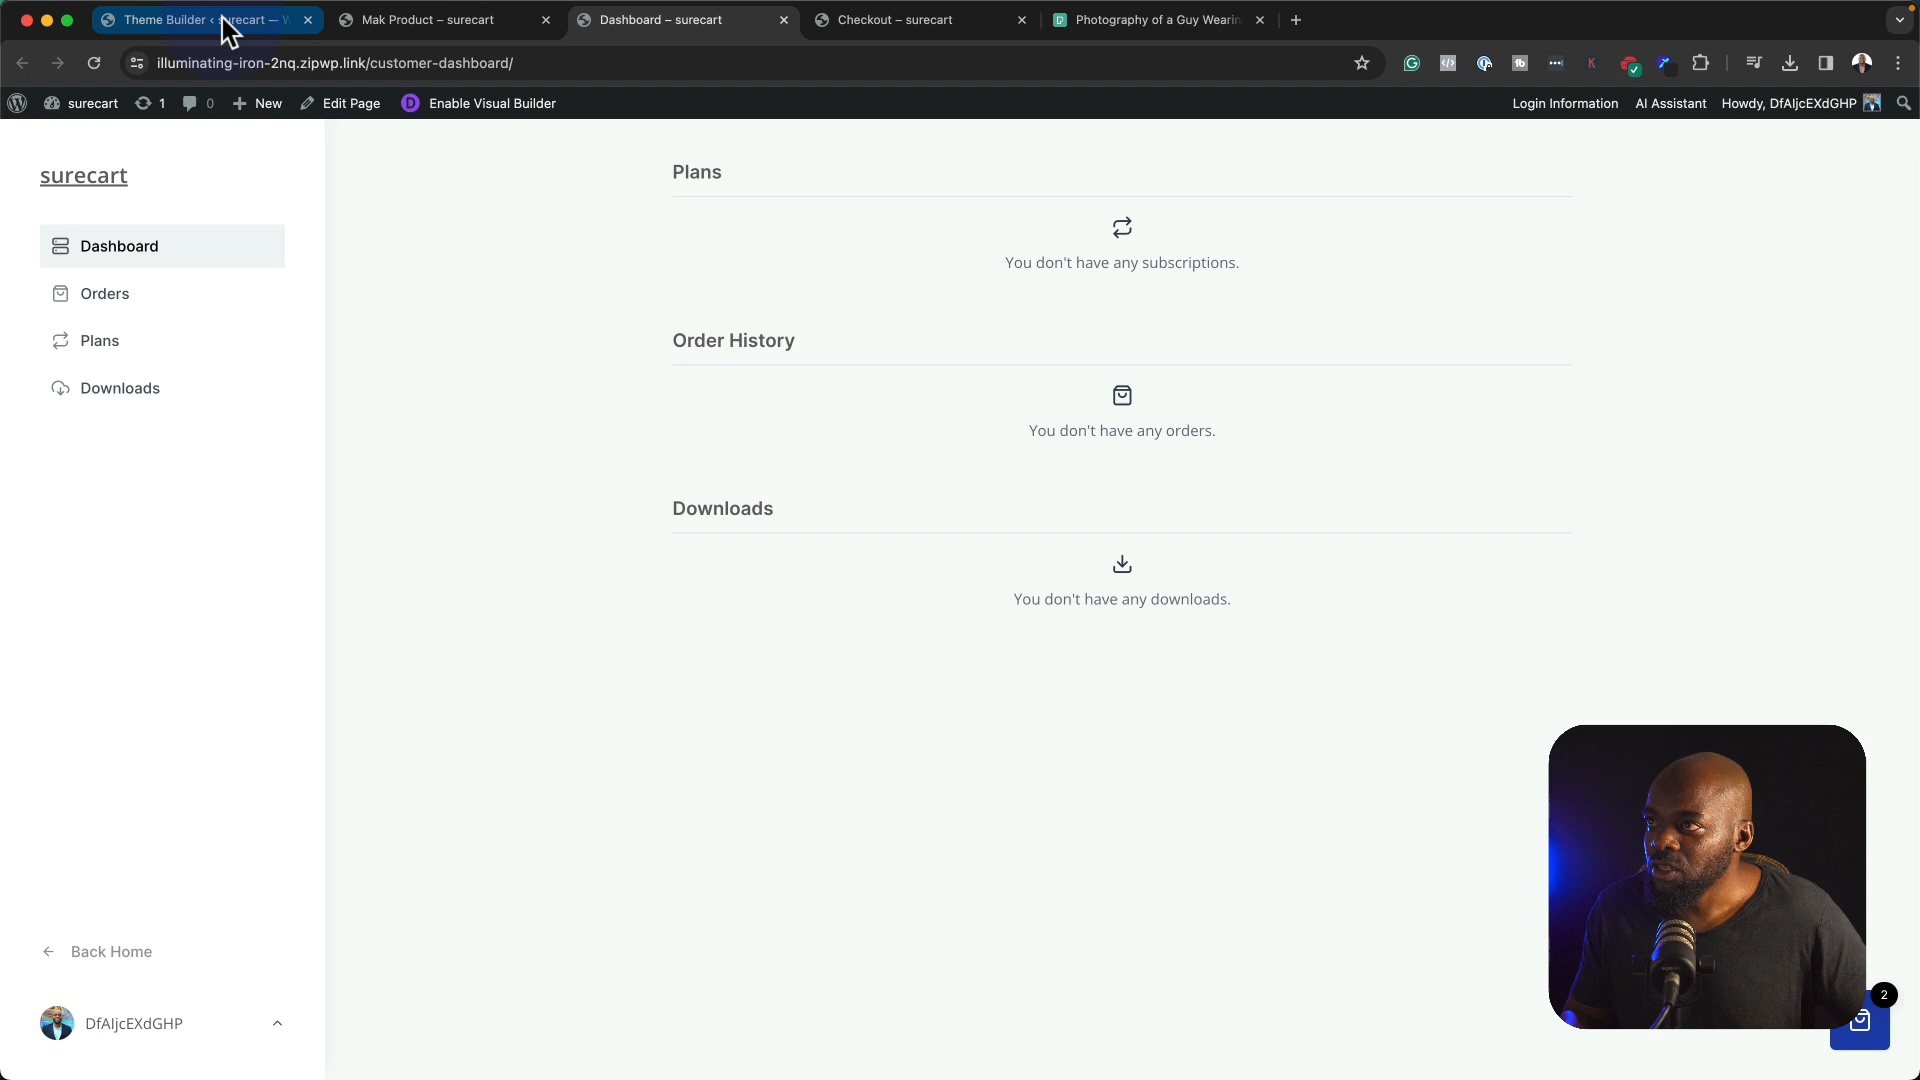 Theme Builder ‹ surecart — W
Mak Product – surecart
Dashboard – surecart
Checkout – surecart
Photography of a Guy Wearin
illuminating-iron-2nq.zipwp.link/customer-dashboard/
surecart
1
0
New
Edit Page
D
Enable Visual Builder
Login Information
AI Assistant
Howdy, DfAljcEXdGHP
surecart
Dashboard
Orders
Plans
Downloads
Plans
You don't have any subscriptions.
Order History
You don't have any orders.
Downloads
You don't have any downloads.
Back Home
DfAljcEXdGHP
2